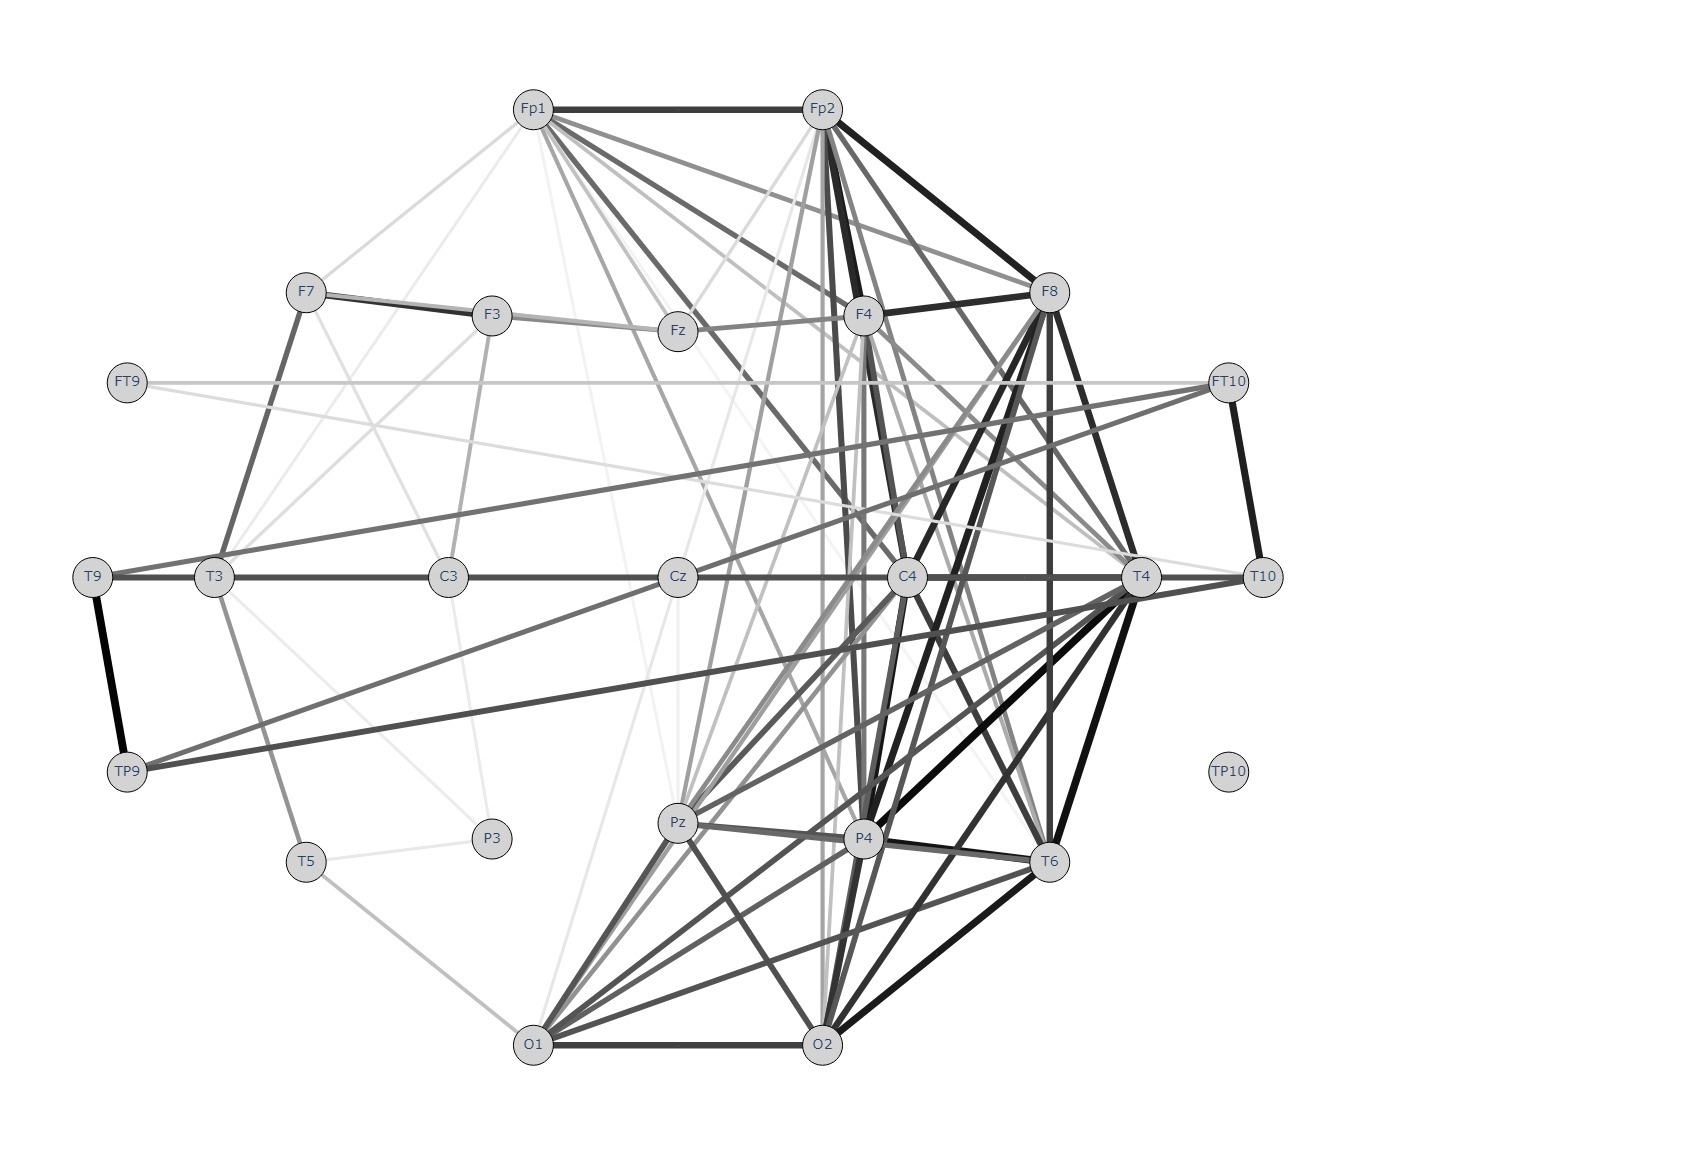 Fp1 Fp2
F7 F3 Fz F4 F8
FT9 FT10
T9 T3 C3 Cz C4 T4 T10
TP9 TP10
T5 P3 Pz P4 T6
O1 O2